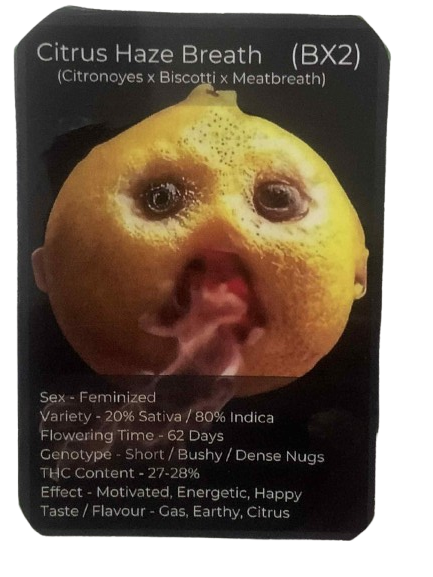 Citrus Haze Breath (BX2)
(Citronoyes x Biscotti x Meatbreath)
Sex - Feminized
Variety - 20% Sativa / 80% Indica
Flowering Time - 62 Days
Genotype - Short / Bushy / Dense Nugs
THC Content - 27-28%
Effect - Motivated, Energetic, Happy
Taste / Flavour - Gas, Earthy, Citrus